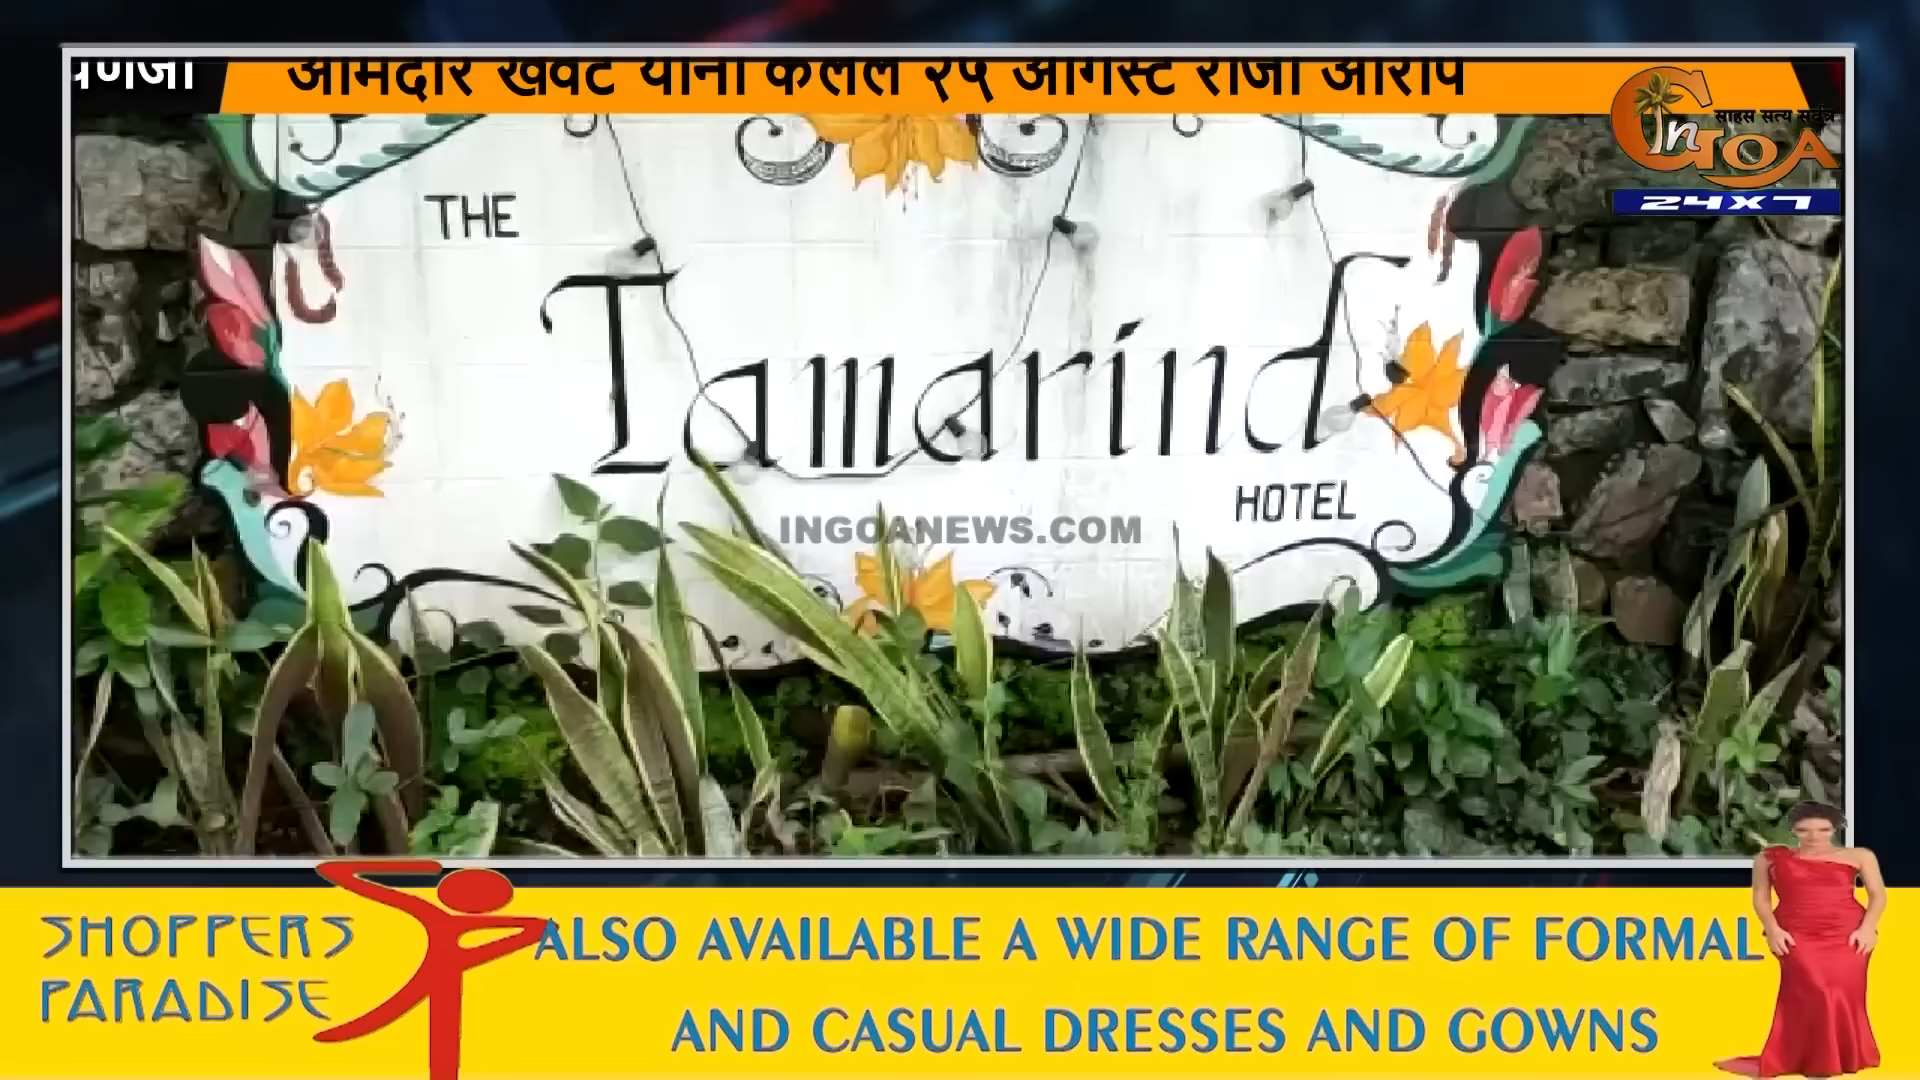 पणजी
आमदार खंवटे यांनी केलेले २५ ऑगस्ट रोजी आरोप
साहस सत्य सर्वत्र
In GOA
24X7
THE
Tamarind
HOTEL
INGOANEWS.COM
SHOPPERS
PARADISE
ALSO AVAILABLE A WIDE RANGE OF FORMAL
AND CASUAL DRESSES AND GOWNS